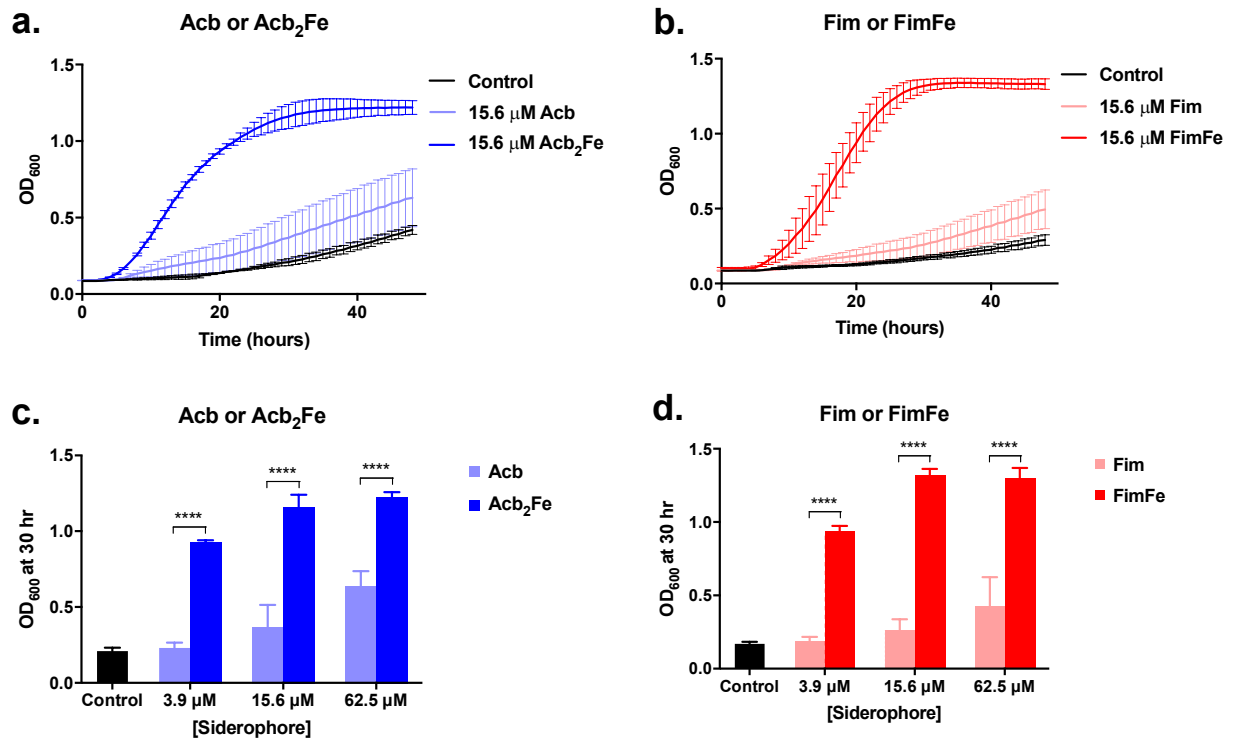 a.
Acb or Acb₂Fe
1.5
1.0
0.5
0.0
OD₆₀₀
0 20 40
Time (hours)
Control
15.6 μM Acb
15.6 μM Acb₂Fe
b.
Fim or FimFe
1.5
1.0
0.5
0.0
OD₆₀₀
0 20 40
Time (hours)
Control
15.6 μM Fim
15.6 μM FimFe
c.
Acb or Acb₂Fe
1.5
1.0
0.5
0.0
OD₆₀₀ at 30 hr
**** **** ****
Control 3.9 μM 15.6 μM 62.5 μM
[Siderophore]
Acb
Acb₂Fe
d.
Fim or FimFe
1.5
1.0
0.5
0.0
OD₆₀₀ at 30 hr
**** **** ****
Control 3.9 μM 15.6 μM 62.5 μM
[Siderophore]
Fim
FimFe